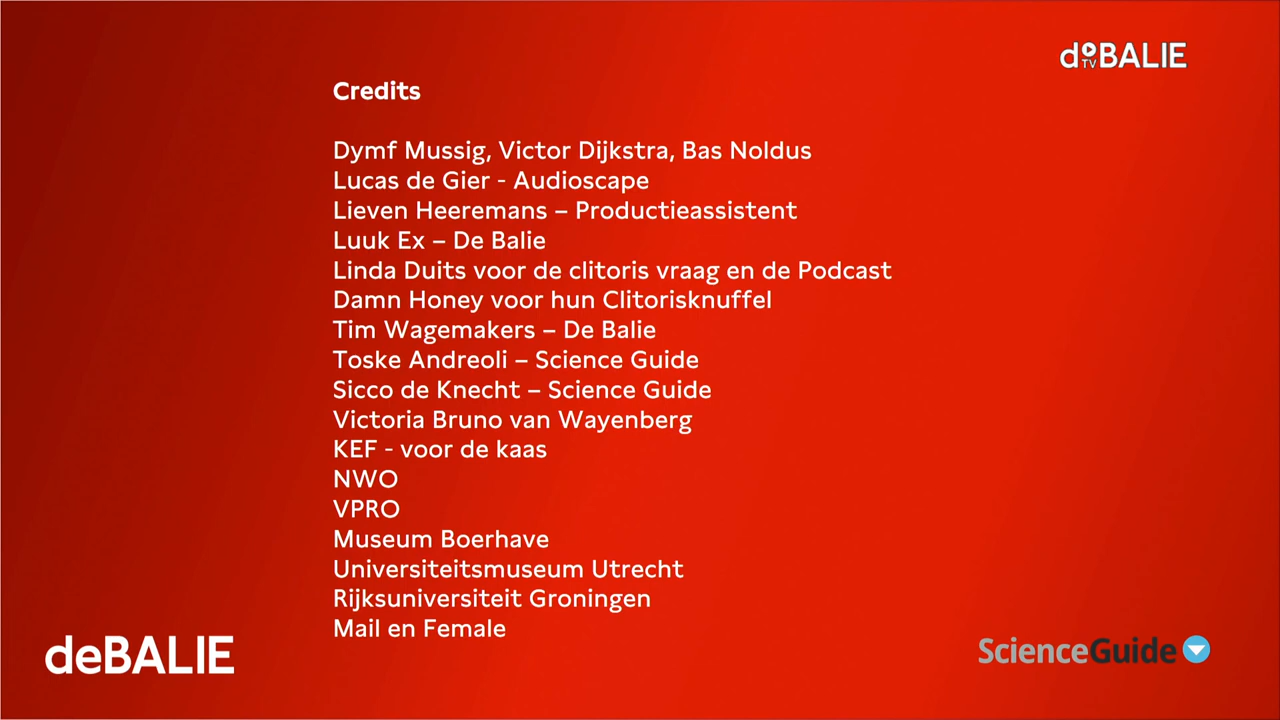 doBALIE
TV
Credits
Dymf Mussig, Victor Dijkstra, Bas Noldus
Lucas de Gier - Audioscape
Lieven Heeremans – Productieassistent
Luuk Ex – De Balie
Linda Duits voor de clitoris vraag en de Podcast
Damn Honey voor hun Clitorisknuffel
Tim Wagemakers – De Balie
Toske Andreoli – Science Guide
Sicco de Knecht – Science Guide
Victoria Bruno van Wayenberg
KEF - voor de kaas
NWO
VPRO
Museum Boerhave
Universiteitsmuseum Utrecht
Rijksuniversiteit Groningen
Mail en Female
deBALIE
ScienceGuide